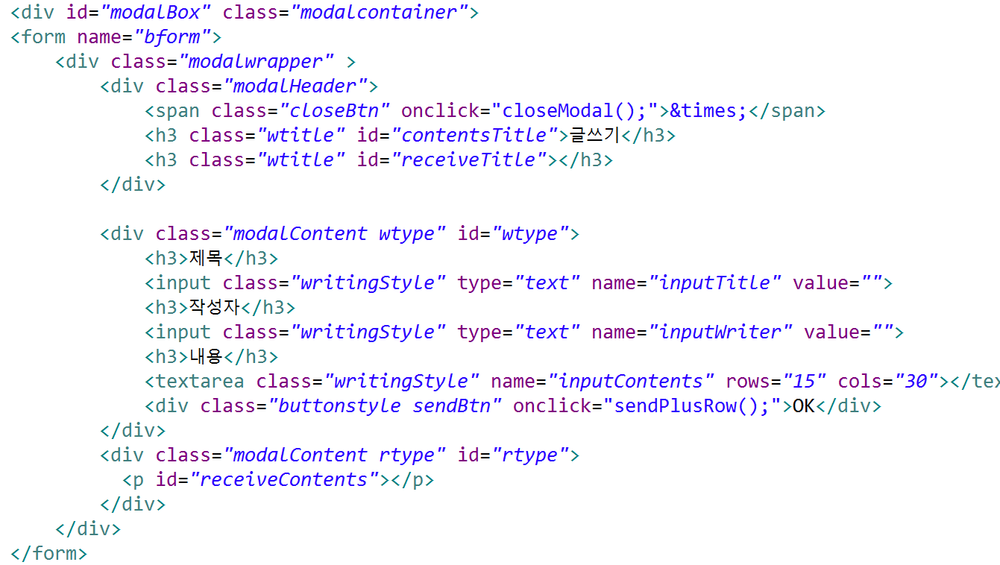 <div id="modalBox" class="modalcontainer">
<form name="bform">
<div class="modalwrapper" >
<div class="modalHeader">
<span class="closeBtn" onclick="closeModal();">&times;</span>
<h3 class="wtitle" id="contentsTitle">글쓰기</h3>
<h3 class="wtitle" id="receiveTitle"></h3>
</div>
<div class="modalContent wtype" id="wtype">
<h3>제목</h3>
<input class="writingStyle" type="text" name="inputTitle" value="">
<h3>작성자</h3>
<input class="writingStyle" type="text" name="inputWriter" value="">
<h3>내용</h3>
<textarea class="writingStyle" name="inputContents" rows="15" cols="30"></tex
<div class="buttonstyle sendBtn" onclick="sendPlusRow();">OK</div>
</div>
<div class="modalContent rtype" id="rtype">
<p id="receiveContents"></p>
</div>
</div>
</form>